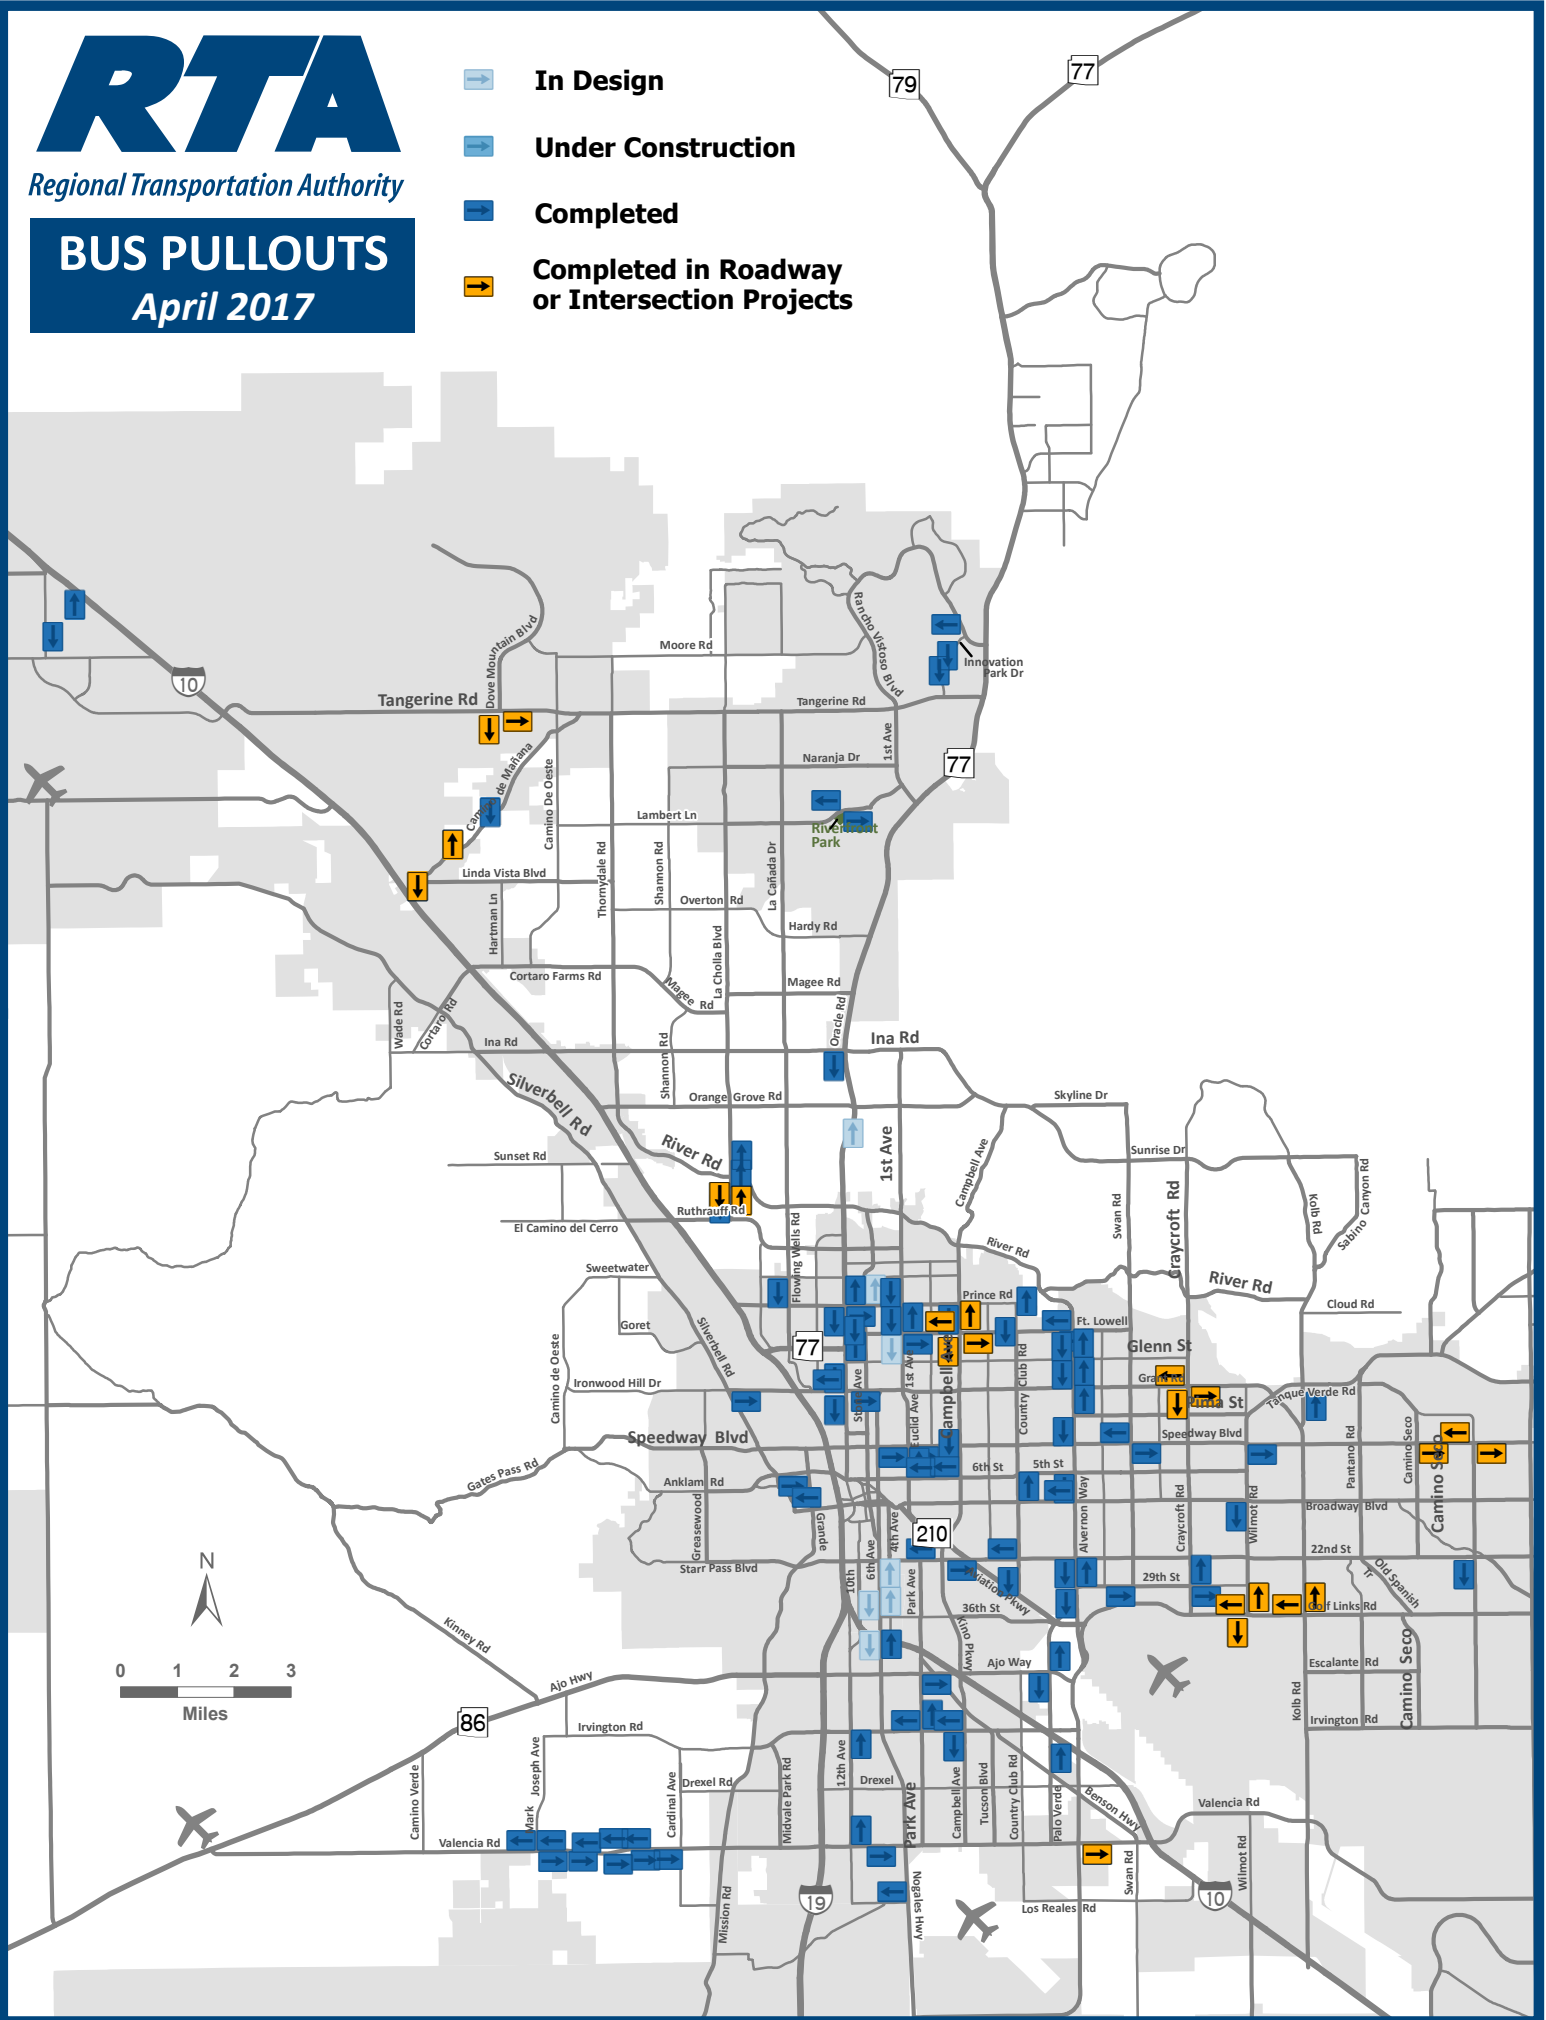 RTA
Regional Transportation Authority
BUS PULLOUTS
April 2017
In Design
Under Construction
Completed
Completed in Roadway
or Intersection Projects
79
77
10
Tangerine Rd
Dove Mountain Blvd
Moore Rd
Rancho Vistoso Blvd
Innovation
Park Dr
Tangerine Rd
1st Ave
77
Naranja Dr
Camino De Oeste
Lambert Ln
Riverfront
Park
Linda Vista Blvd
Hartman Ln
Thornydale Rd
Shannon Rd
La Cañada Dr
Overton Rd
Hardy Rd
La Cholla Blvd
Cortaro Farms Rd
Magee Rd
Magee Rd
Oracle Rd
Wade Rd
Cortaro Rd
Ina Rd
Ina Rd
Shannon Rd
Silverbell Rd
Orange Grove Rd
Skyline Dr
River Rd
1st Ave
Campbell Ave
Sunset Rd
Sunrise Dr
Swan Rd
Craycroft Rd
Kolb Rd
Sabino Canyon Rd
Ruthrauff Rd
El Camino del Cerro
Flowing Wells Rd
River Rd
River Rd
Sweetwater
Prince Rd
Cloud Rd
Goret
Silverbell Rd
77
Ft. Lowell
Glenn St
Camino de Oeste
Ironwood Hill Dr
1st Ave
Euclid Ave
Country Club Rd
Tanque Verde Rd
Speedway Blvd
Speedway Blvd
Pantano Rd
Camino Seco
Camino Seco
Gates Pass Rd
Anklam Rd
6th St
5th St
Greasewood
Grande
6th Ave
4th Ave
210
Alvernon Way
Craycroft Rd
Wilmot Rd
Broadway Blvd
22nd St
Starr Pass Blvd
10th
Park Ave
36th St
29th St
Old Spanish
Tr
N
Kinney Rd
Kino Pkwy
0 1 2 3
Miles
Ajo Hwy
Ajo Way
Escalante Rd
Kolb Rd
Camino Seco
86
Irvington Rd
Irvington Rd
Camino Verde
Mark
Joseph Ave
Cardinal Ave
Drexel Rd
Midvale Park Rd
12th Ave
Drexel
Park Ave
Campbell Ave
Tucson Blvd
Country Club Rd
Palo Verde
Benson Hwy
Valencia Rd
Valencia Rd
Swan Rd
Wilmot Rd
Mission Rd
19
Nogales Hwy
Los Reales Rd
10